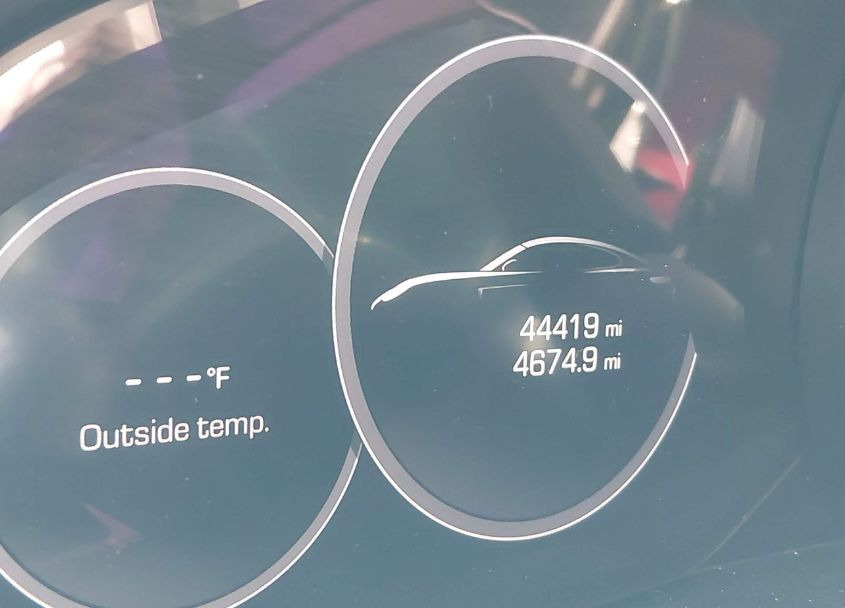 - - -°F
Outside temp.
44419 mi
4674.9 mi